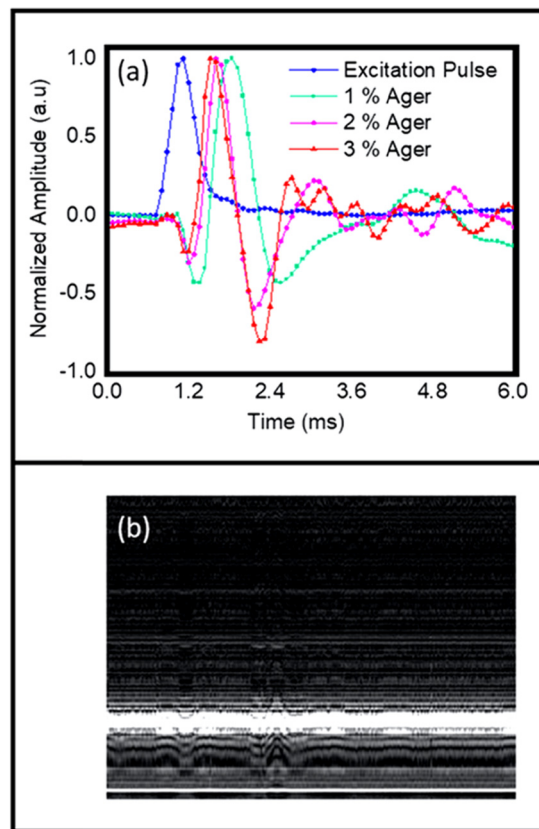 (a)
Excitation Pulse
1 % Ager
2 % Ager
3 % Ager
Normalized Amplitude (a.u)
1.0
0.5
0.0
-0.5
-1.0
0.0 1.2 2.4 3.6 4.8 6.0
Time (ms)
(b)